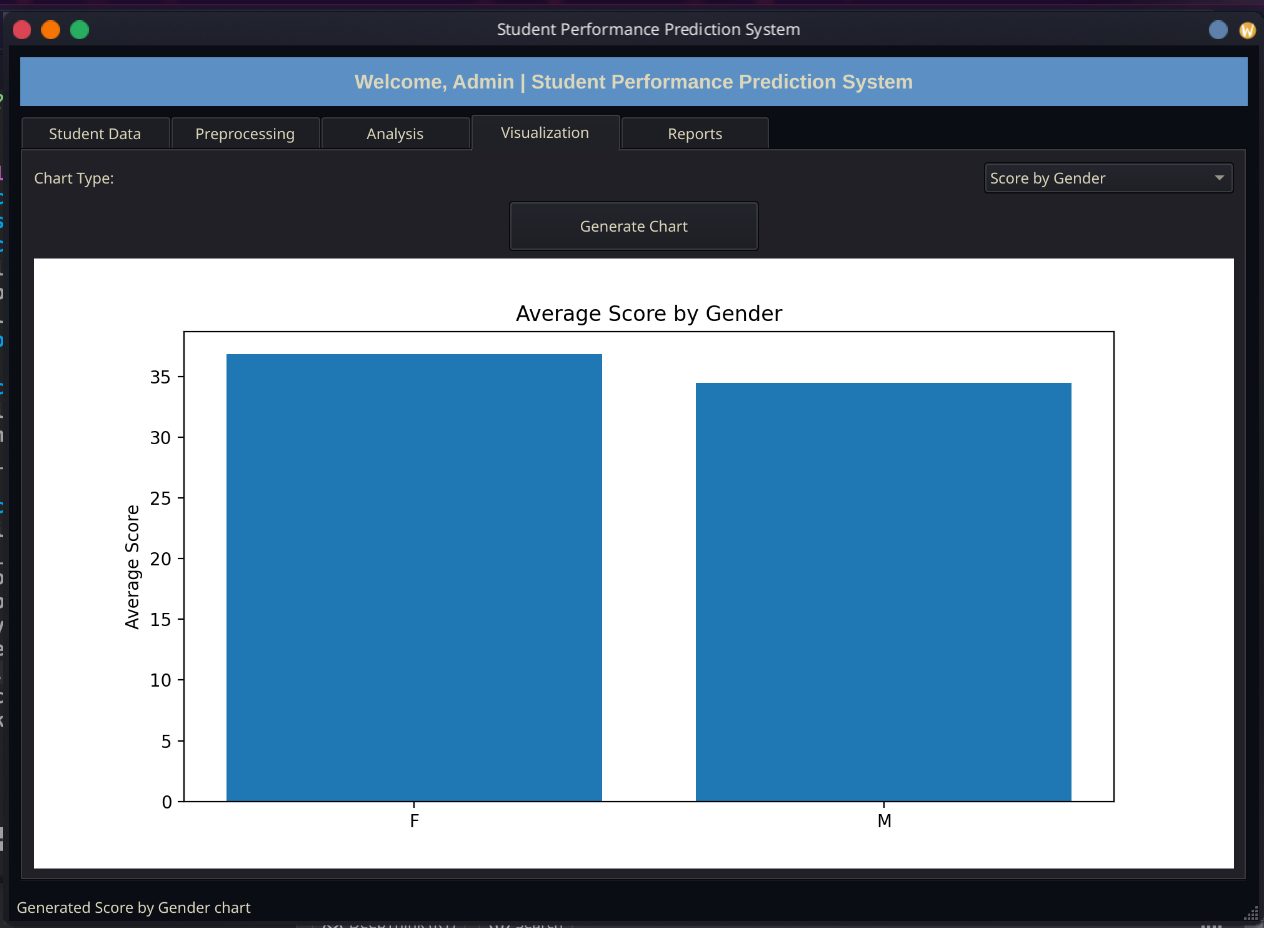 Student Performance Prediction System
Welcome, Admin | Student Performance Prediction System
Student Data
Preprocessing
Analysis
Visualization
Reports
Chart Type:
Score by Gender
Generate Chart
Average Score by Gender
Average Score
35
30
25
20
15
10
5
0
F
M
Generated Score by Gender chart